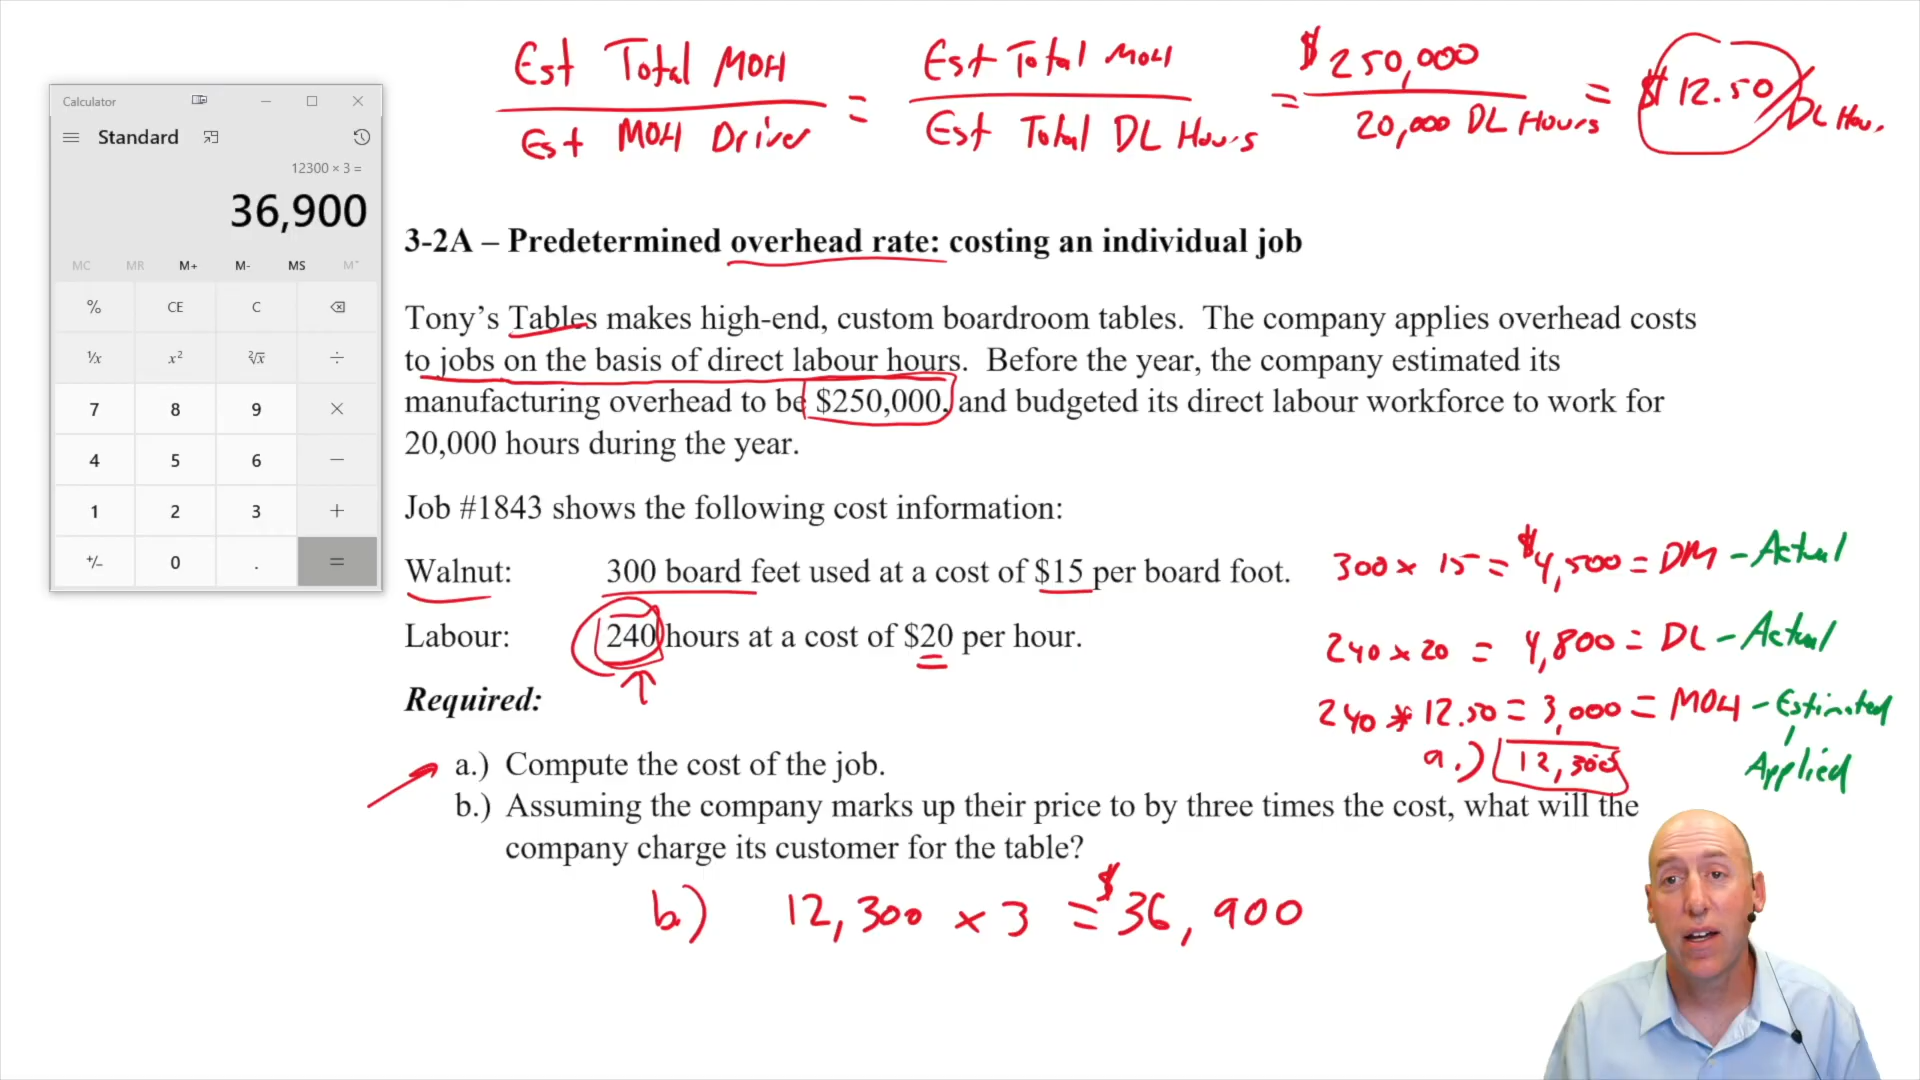 Est Total MOH = Est Total MOH = $250,000 = $12.50/DL Hou.
Est MOH Driver Est Total DL Hours 20,000 DL Hours
Calculator
Standard
12300 × 3 =
36,900
MC MR M+ M- MS M˅
% CE C
¹/x x² ²√x ÷
7 8 9 ×
4 5 6 −
1 2 3 +
+/- 0 . =
3-2A – Predetermined overhead rate: costing an individual job
Tony’s Tables makes high-end, custom boardroom tables. The company applies overhead costs
to jobs on the basis of direct labour hours. Before the year, the company estimated its
manufacturing overhead to be $250,000, and budgeted its direct labour workforce to work for
20,000 hours during the year.
Job #1843 shows the following cost information:
Walnut: 300 board feet used at a cost of $15 per board foot.
300 × 15 = $4,500 = DM - Actual
Labour: 240 hours at a cost of $20 per hour.
240 × 20 = 4,800 = DL - Actual
Required:
240 * 12.50 = 3,000 = MOH - Estimated
Applied
a.) 12,300
a.) Compute the cost of the job.
b.) Assuming the company marks up their price to by three times the cost, what will the
company charge its customer for the table?
b.) 12,300 × 3 = $36,900